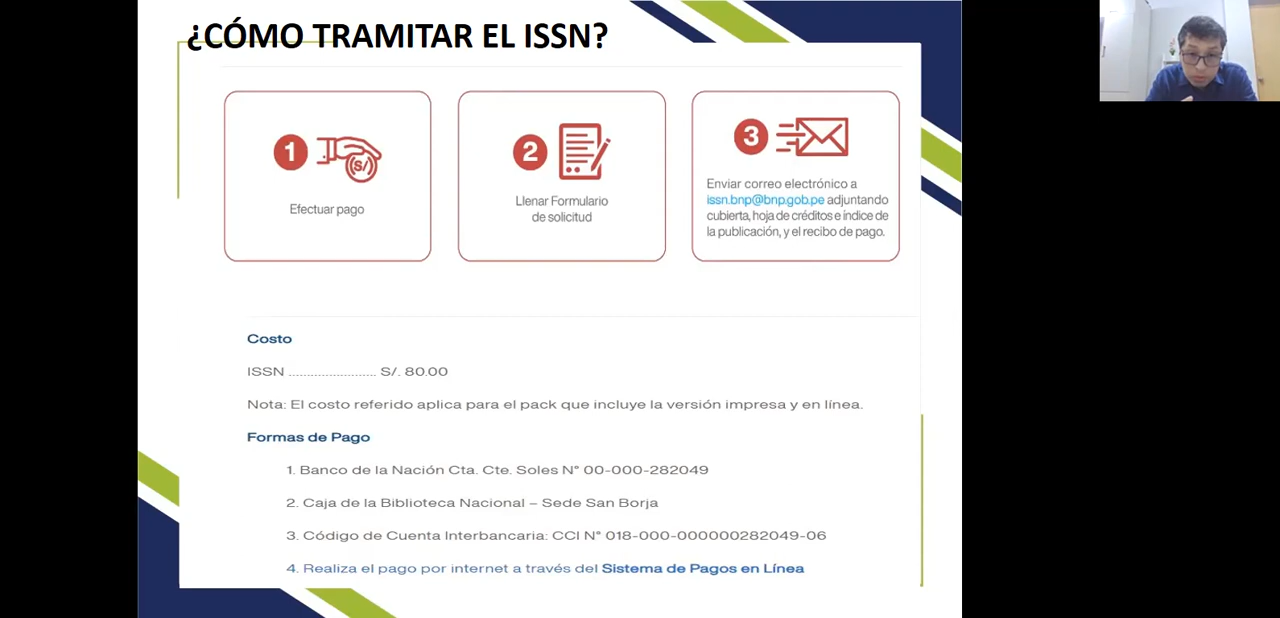 ¿CÓMO TRAMITAR EL ISSN?
1
S/
Efectuar pago
2
Llenar Formulario
de solicitud
3
Enviar correo electrónico a
issn.bnp@bnp.gob.pe adjuntando
cubierta, hoja de créditos e índice de
la publicación, y el recibo de pago.
Costo
ISSN ........................ S/. 80.00
Nota: El costo referido aplica para el pack que incluye la versión impresa y en línea.
Formas de Pago
1. Banco de la Nación Cta. Cte. Soles N° 00-000-282049
2. Caja de la Biblioteca Nacional – Sede San Borja
3. Código de Cuenta Interbancaria: CCI N° 018-000-000000282049-06
4. Realiza el pago por internet a través del Sistema de Pagos en Línea